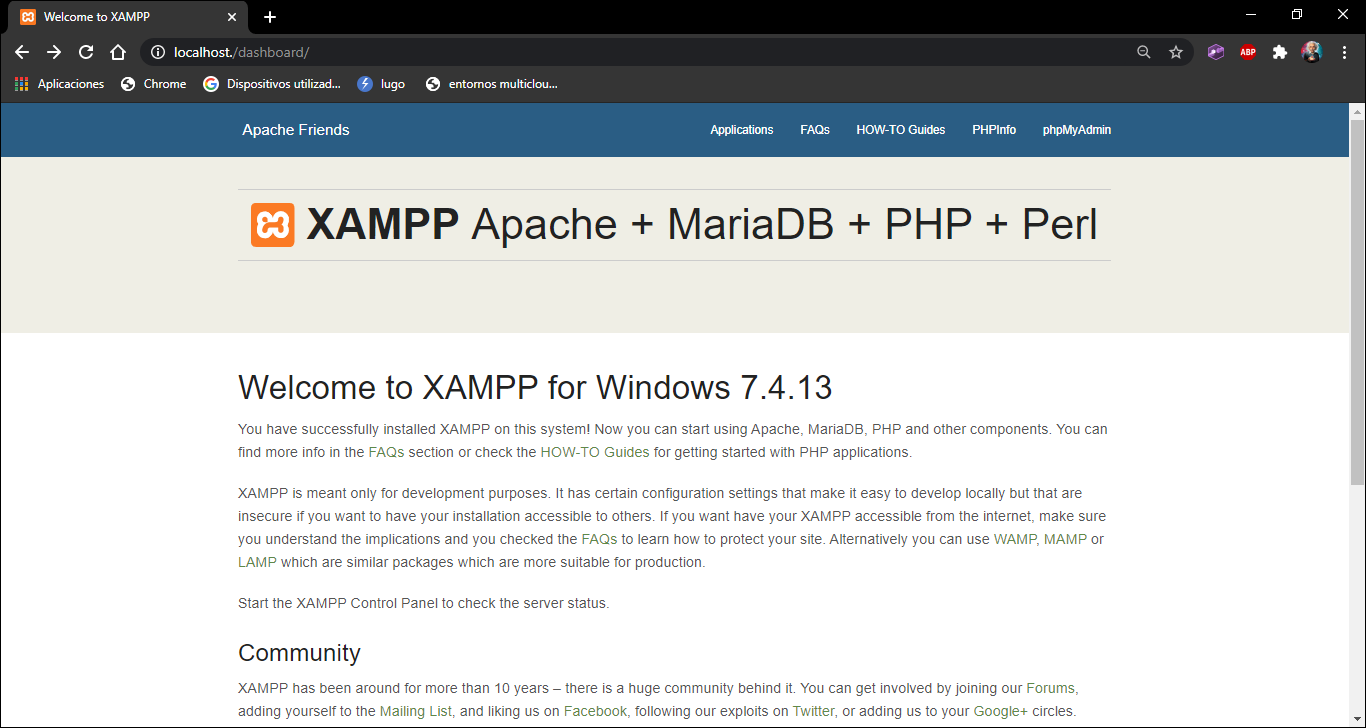 Welcome to XAMPP
localhost./dashboard/
ABP
Aplicaciones Chrome Dispositivos utilizad... lugo entornos multiclou...
Apache Friends Applications FAQs HOW-TO Guides PHPInfo phpMyAdmin
XAMPP Apache + MariaDB + PHP + Perl
Welcome to XAMPP for Windows 7.4.13
You have successfully installed XAMPP on this system! Now you can start using Apache, MariaDB, PHP and other components. You can
find more info in the FAQs section or check the HOW-TO Guides for getting started with PHP applications.
XAMPP is meant only for development purposes. It has certain configuration settings that make it easy to develop locally but that are
insecure if you want to have your installation accessible to others. If you want have your XAMPP accessible from the internet, make sure
you understand the implications and you checked the FAQs to learn how to protect your site. Alternatively you can use WAMP, MAMP or
LAMP which are similar packages which are more suitable for production.
Start the XAMPP Control Panel to check the server status.
Community
XAMPP has been around for more than 10 years – there is a huge community behind it. You can get involved by joining our Forums,
adding yourself to the Mailing List, and liking us on Facebook, following our exploits on Twitter, or adding us to your Google+ circles.